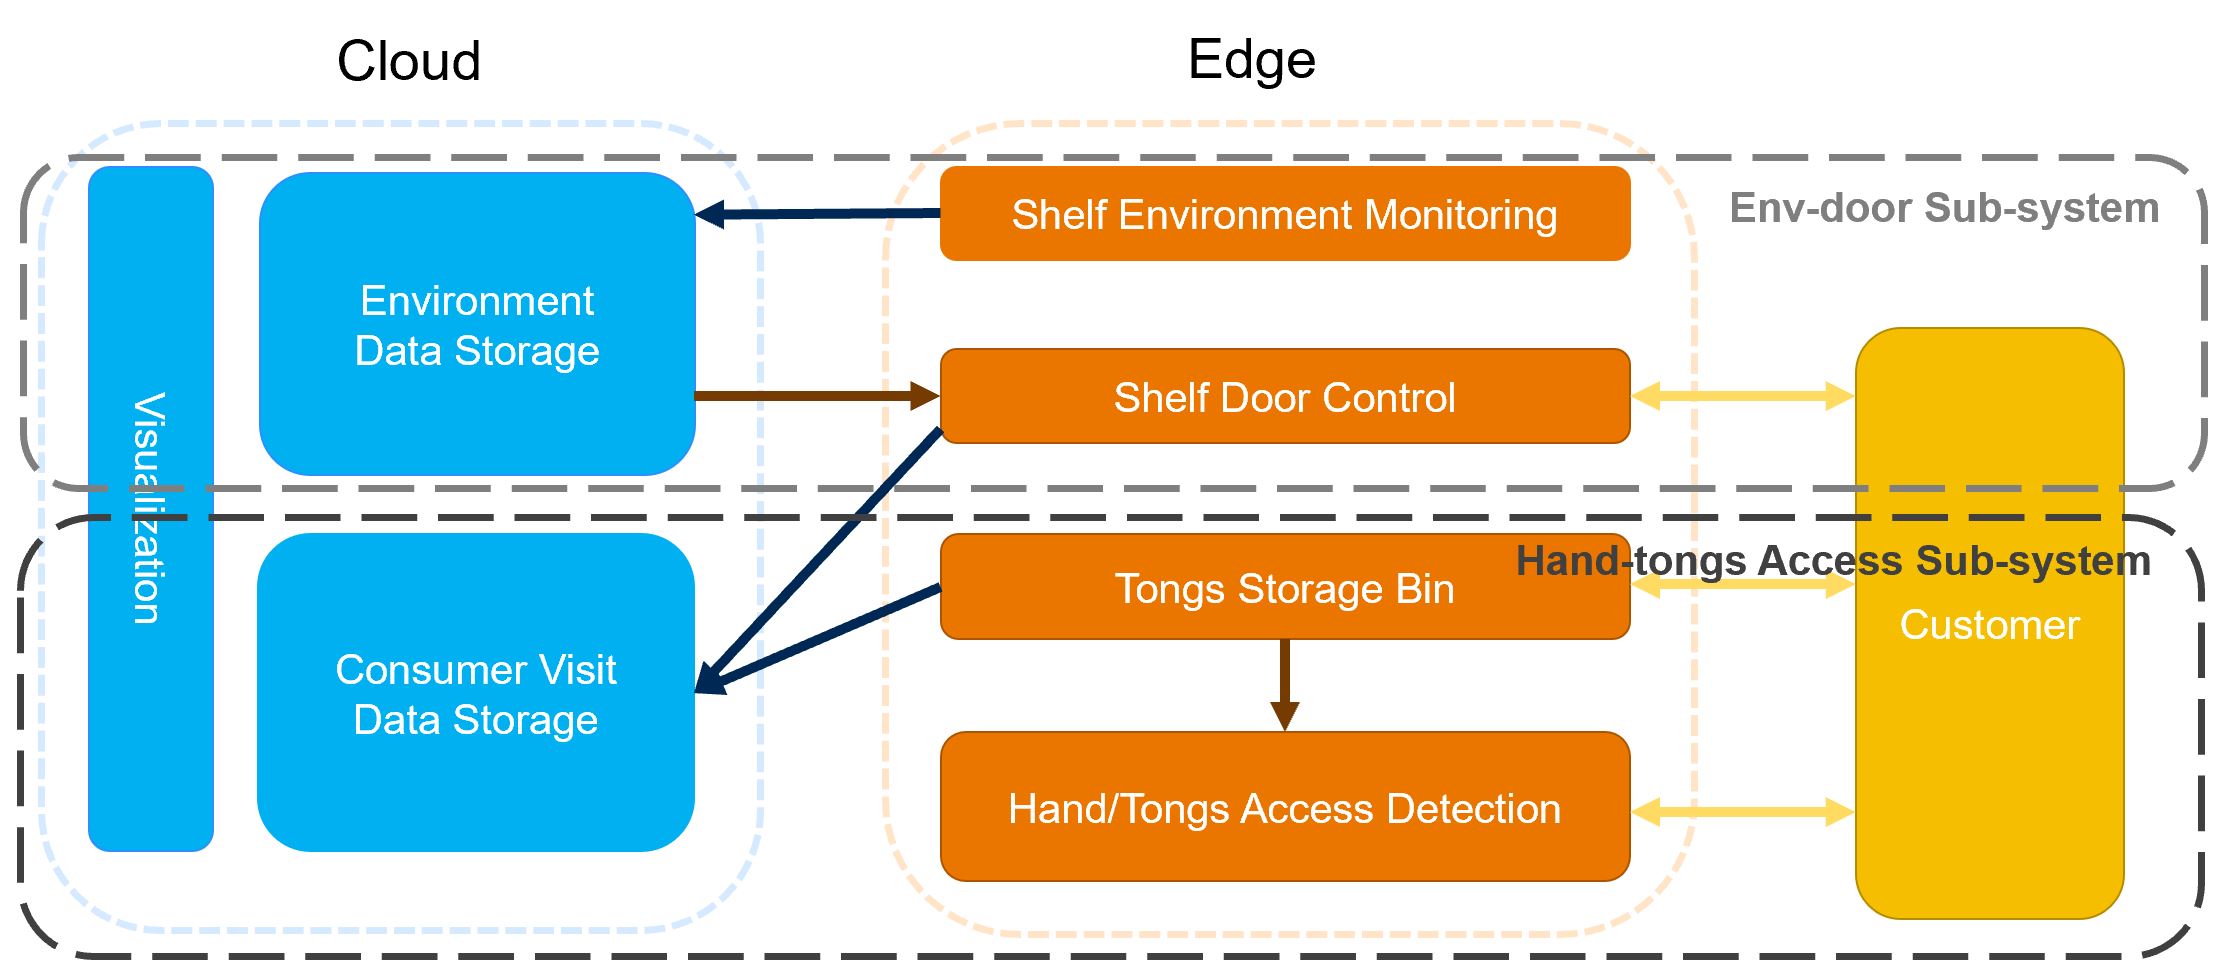 Cloud
Edge
Shelf Environment Monitoring
Env-door Sub-system
Environment
Data Storage
Shelf Door Control
Visualization
Hand-tongs Access Sub-system
Tongs Storage Bin
Customer
Consumer Visit
Data Storage
Hand/Tongs Access Detection